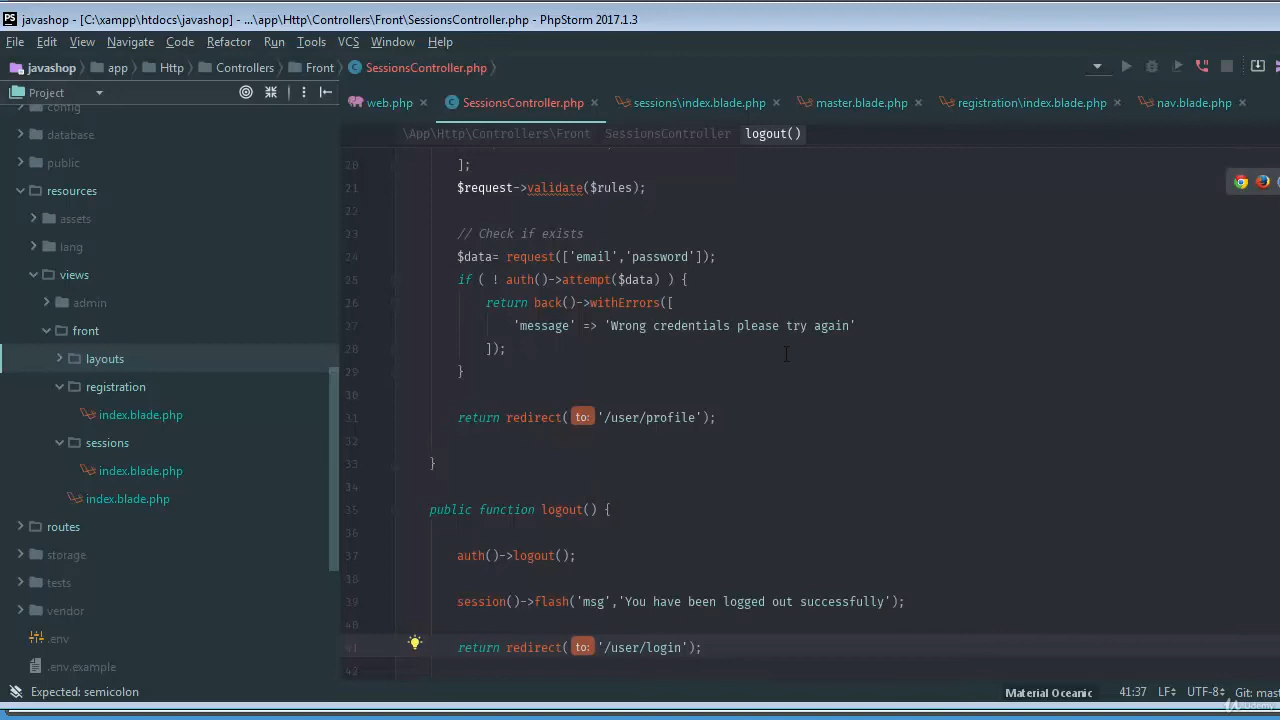 PS javashop - [C:\xampp\htdocs\javashop] - ...\app\Http\Controllers\Front\SessionsController.php - PhpStorm 2017.1.3
File Edit View Navigate Code Refactor Run Tools VCS Window Help
javashop app Http Controllers Front SessionsController.php
Project web.php SessionsController.php sessions\index.blade.php master.blade.php registration\index.blade.php nav.blade.php
\App\Http\Controllers\Front SessionsController logout()
config
database
public
resources
assets
lang
views
admin
front
layouts
registration
index.blade.php
sessions
index.blade.php
index.blade.php
routes
storage
tests
vendor
.env
.env.example
20 ];
21 $request->validate($rules);
22
23 // Check if exists
24 $data= request(['email','password']);
25 if ( ! auth()->attempt($data) ) {
26 return back()->withErrors([
27 'message' => 'Wrong credentials please try again'
28 ]);
29 }
30
31 return redirect( to: '/user/profile');
32
33 }
34
35 public function logout() {
36
37 auth()->logout();
38
39 session()->flash('msg','You have been logged out successfully');
40
41 return redirect( to: '/user/login');
42
Expected: semicolon Material Oceanic 41:37 LF UTF-8 Git: mas
Udemy